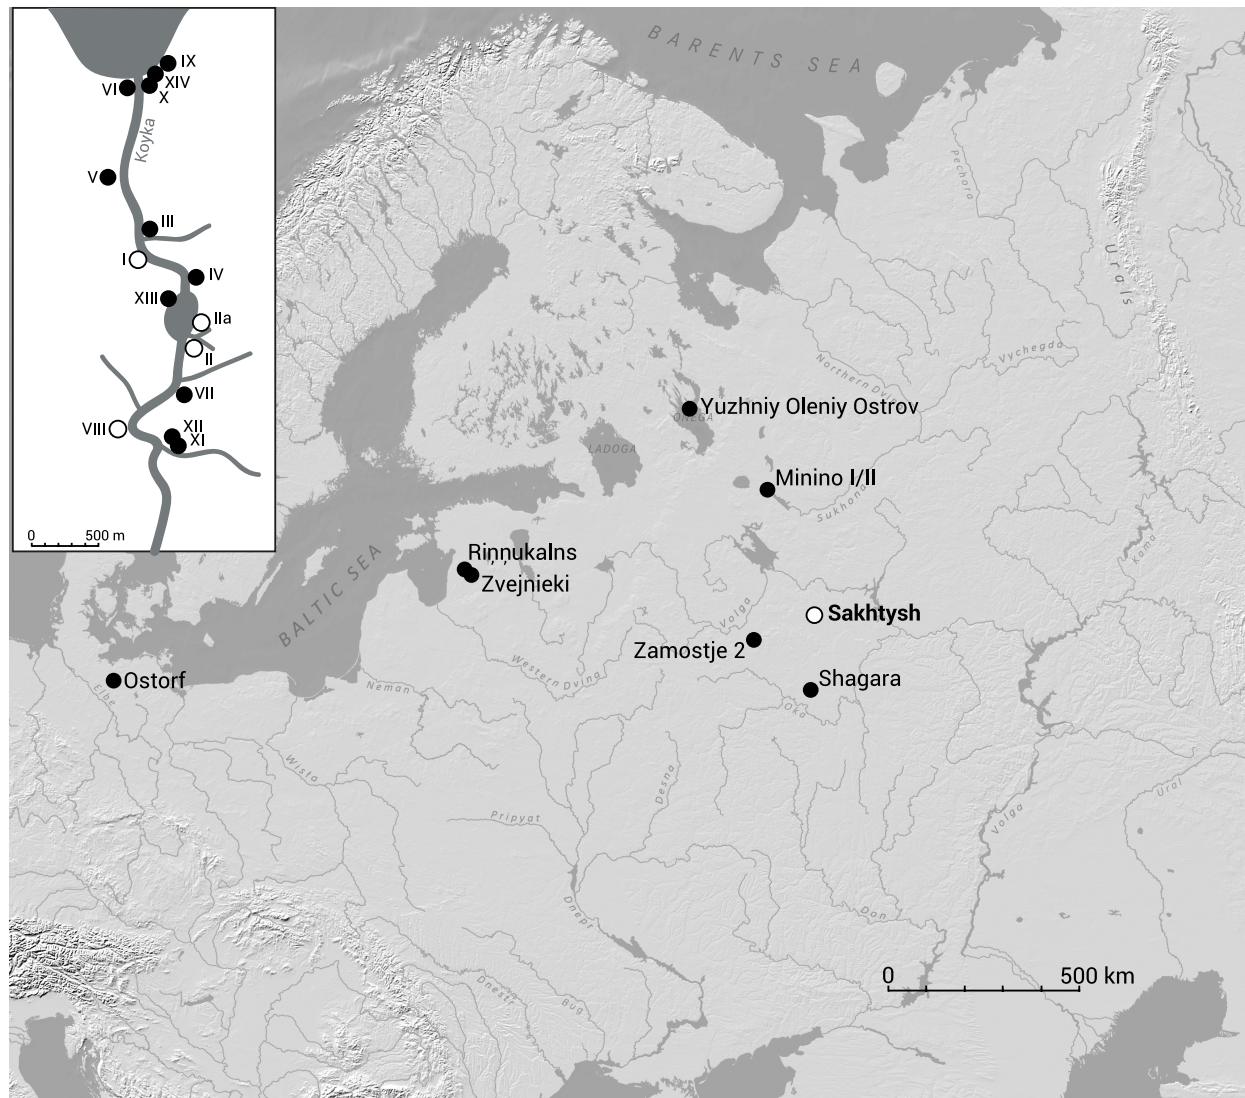 BARENTS SEA
IX
XIV
VI
X
Koyka
V
III
I
IV
XIII
IIa
II
VII
VIII
XII
XI
0 500 m
Pechora
Urals
Vychegda
Northern Dvina
Yuzhniy Oleniy Ostrov
ONEGA
LADOGA
Minino I/II
Sukhona
Kama
BALTIC SEA
Riņņukalns
Zvejnieki
Volga
Sakhtysh
Zamostje 2
Western Dvina
Shagara
Neman
Ostorf
Elbe
Oka
Wisła
Desna
Ural
Pripyat
Volga
Dnepr
Don
0 500 km
Dnestr
Bug